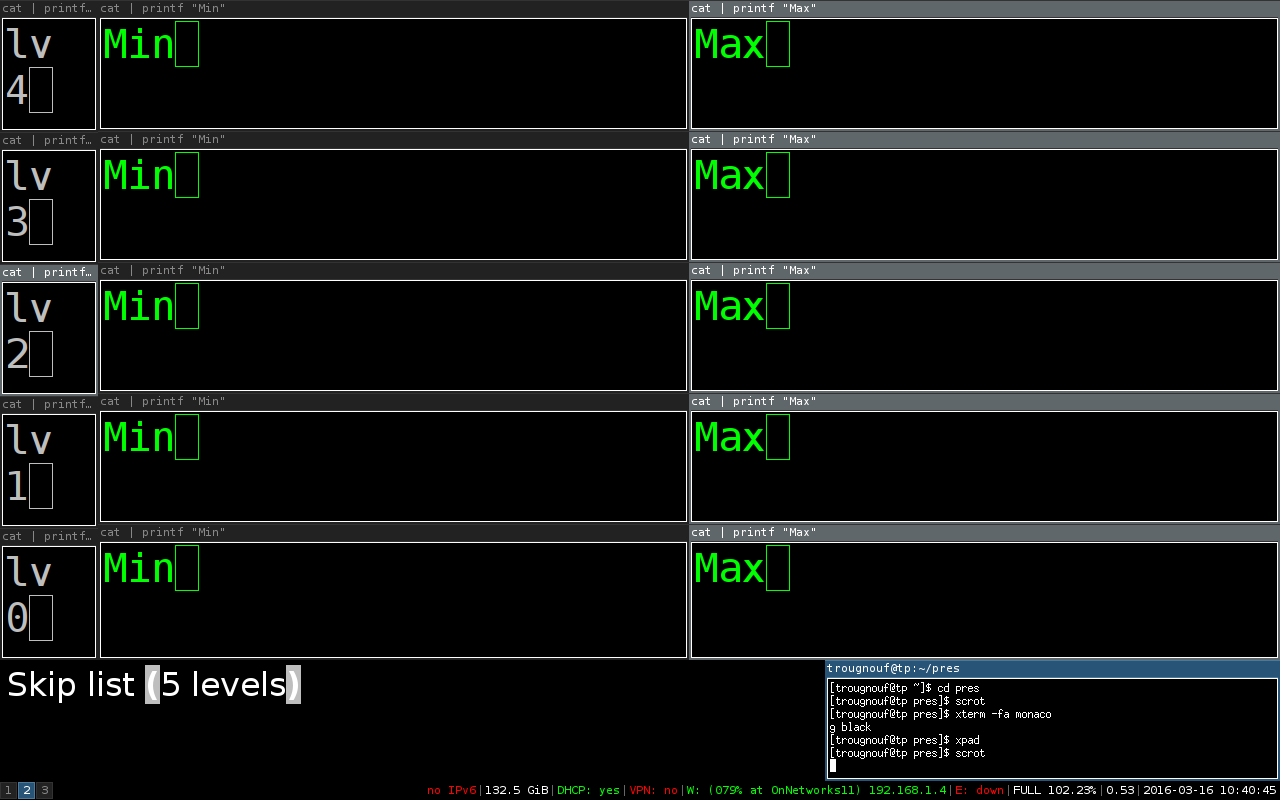 cat | printf… cat | printf "Min" cat | printf "Max"
lv Min Max
4
cat | printf… cat | printf "Min" cat | printf "Max"
lv Min Max
3
cat | printf… cat | printf "Min" cat | printf "Max"
lv Min Max
2
cat | printf… cat | printf "Min" cat | printf "Max"
lv Min Max
1
cat | printf… cat | printf "Min" cat | printf "Max"
lv Min Max
0
Skip list (5 levels)
trougnouf@tp:~/pres
[trougnouf@tp ~]$ cd pres
[trougnouf@tp pres]$ scrot
[trougnouf@tp pres]$ xterm -fa monaco
g black
[trougnouf@tp pres]$ xpad
[trougnouf@tp pres]$ scrot
1 2 3 no IPv6|132.5 GiB|DHCP: yes|VPN: no|W: (079% at OnNetworks11) 192.168.1.4|E: down|FULL 102.23%|0.53|2016-03-16 10:40:45